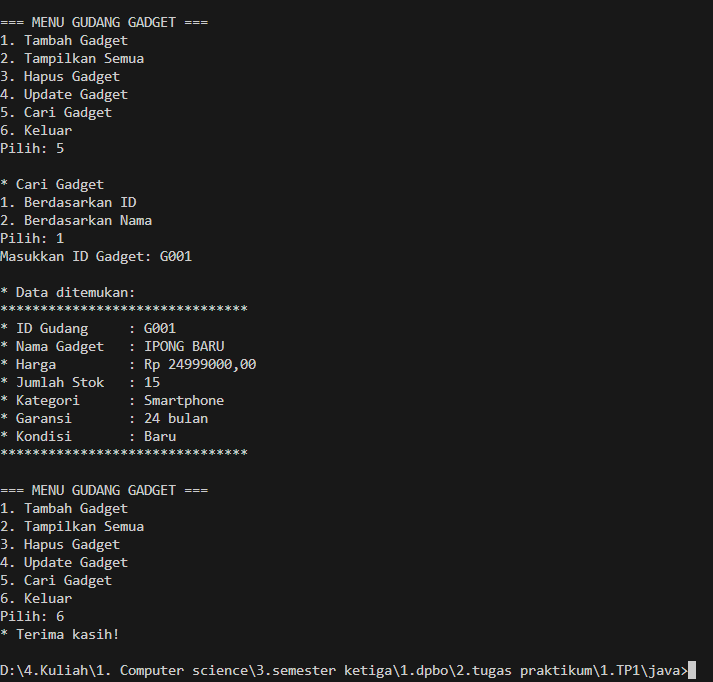 === MENU GUDANG GADGET ===
1. Tambah Gadget
2. Tampilkan Semua
3. Hapus Gadget
4. Update Gadget
5. Cari Gadget
6. Keluar
Pilih: 5

* Cari Gadget
1. Berdasarkan ID
2. Berdasarkan Nama
Pilih: 1
Masukkan ID Gadget: G001

* Data ditemukan:
*******************************
* ID Gudang     : G001
* Nama Gadget   : IPONG BARU
* Harga         : Rp 24999000,00
* Jumlah Stok   : 15
* Kategori      : Smartphone
* Garansi       : 24 bulan
* Kondisi       : Baru
*******************************

=== MENU GUDANG GADGET ===
1. Tambah Gadget
2. Tampilkan Semua
3. Hapus Gadget
4. Update Gadget
5. Cari Gadget
6. Keluar
Pilih: 6
* Terima kasih!

D:\4.Kuliah\1. Computer science\3.semester ketiga\1.dpbo\2.tugas praktikum\1.TP1\java>